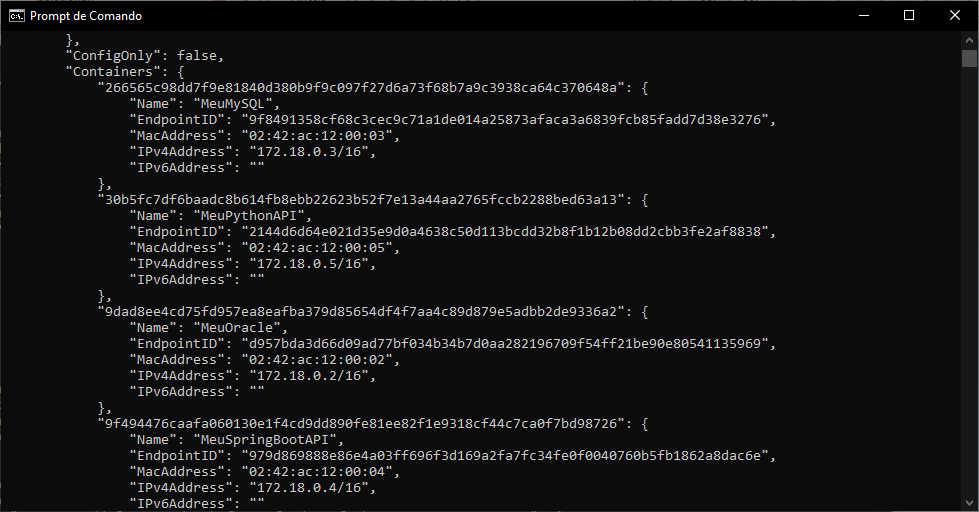 Prompt de Comando
},
"ConfigOnly": false,
"Containers": {
"266565c98dd7f9e81840d380b9f9c097f27d6a73f68b7a9c3938ca64c370648a": {
"Name": "MeuMySQL",
"EndpointID": "9f8491358cf68c3cec9c71a1de014a25873afaca3a6839fcb85fadd7d38e3276",
"MacAddress": "02:42:ac:12:00:03",
"IPv4Address": "172.18.0.3/16",
"IPv6Address": ""
},
"30b5fc7df6baadc8b614fb8ebb22623b52f7e13a44aa2765fccb2288bed63a13": {
"Name": "MeuPythonAPI",
"EndpointID": "2144d6d64e021d35e9d0a4638c50d113bcdd32b8f1b12b08dd2cbb3fe2af8838",
"MacAddress": "02:42:ac:12:00:05",
"IPv4Address": "172.18.0.5/16",
"IPv6Address": ""
},
"9dad8ee4cd75fd957ea8eafba379d85654df4f7aa4c89d879e5adbb2de9336a2": {
"Name": "MeuOracle",
"EndpointID": "d957bda3d66d09ad77bf034b34b7d0aa282196709f54ff21be90e80541135969",
"MacAddress": "02:42:ac:12:00:02",
"IPv4Address": "172.18.0.2/16",
"IPv6Address": ""
},
"9f494476caafa060130e1f4cd9dd890fe81ee82f1e9318cf44c7ca0f7bd98726": {
"Name": "MeuSpringBootAPI",
"EndpointID": "979d869888e86e4a03ff696f3d169a2fa7fc34fe0f0040760b5fb1862a8dac6e",
"MacAddress": "02:42:ac:12:00:04",
"IPv4Address": "172.18.0.4/16",
"IPv6Address": ""